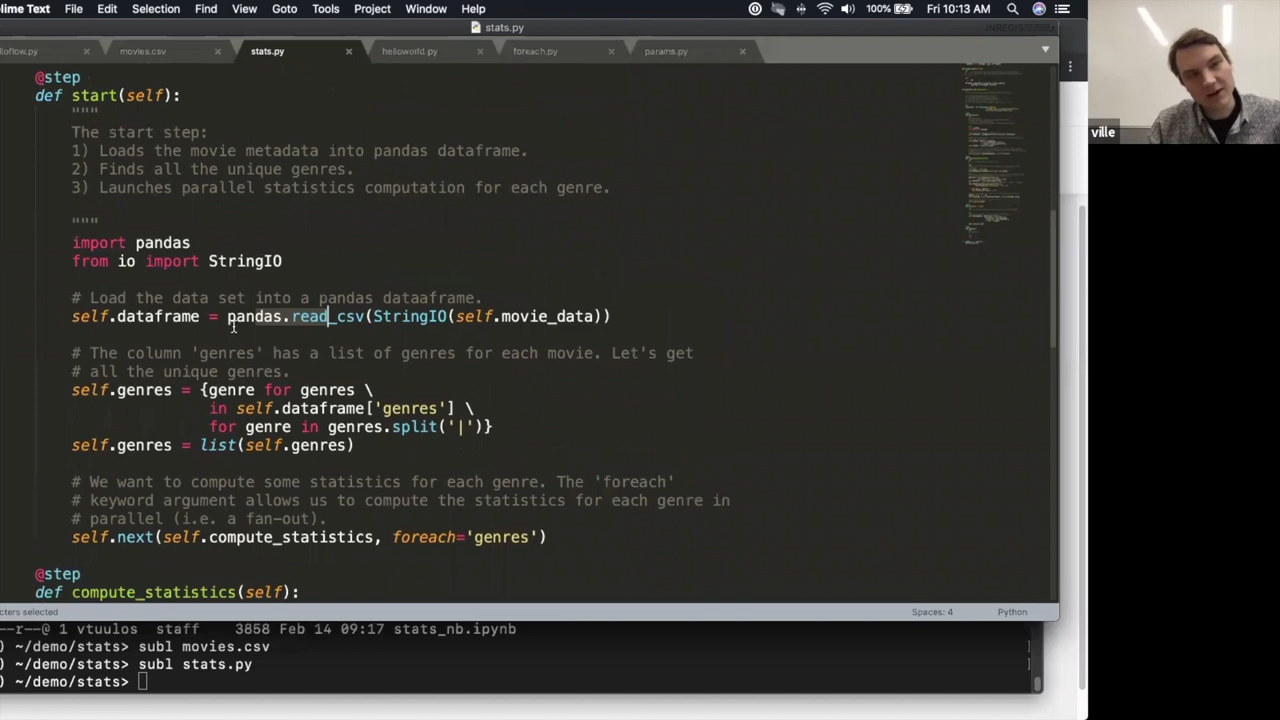 lime Text File Edit Selection Find View Goto Tools Project Window Help 100% Fri 10:13 AM
stats.py
lloflow.py movies.csv stats.py helloworld.py foreach.py params.py
@step
def start(self):
"""
The start step:
1) Loads the movie metadata into pandas dataframe.
2) Finds all the unique genres.
3) Launches parallel statistics computation for each genre.
"""
import pandas
from io import StringIO
# Load the data set into a pandas dataaframe.
self.dataframe = pandas.read_csv(StringIO(self.movie_data))
# The column 'genres' has a list of genres for each movie. Let's get
# all the unique genres.
self.genres = {genre for genres \
in self.dataframe['genres'] \
for genre in genres.split('|')}
self.genres = list(self.genres)
# We want to compute some statistics for each genre. The 'foreach'
# keyword argument allows us to compute the statistics for each genre in
# parallel (i.e. a fan-out).
self.next(self.compute_statistics, foreach='genres')
@step
def compute_statistics(self):
cters selected Spaces: 4 Python
--r--@ 1 vtuulos staff 3858 Feb 14 09:17 stats_nb.ipynb
) ~/demo/stats> subl movies.csv
) ~/demo/stats> subl stats.py
) ~/demo/stats>
ville